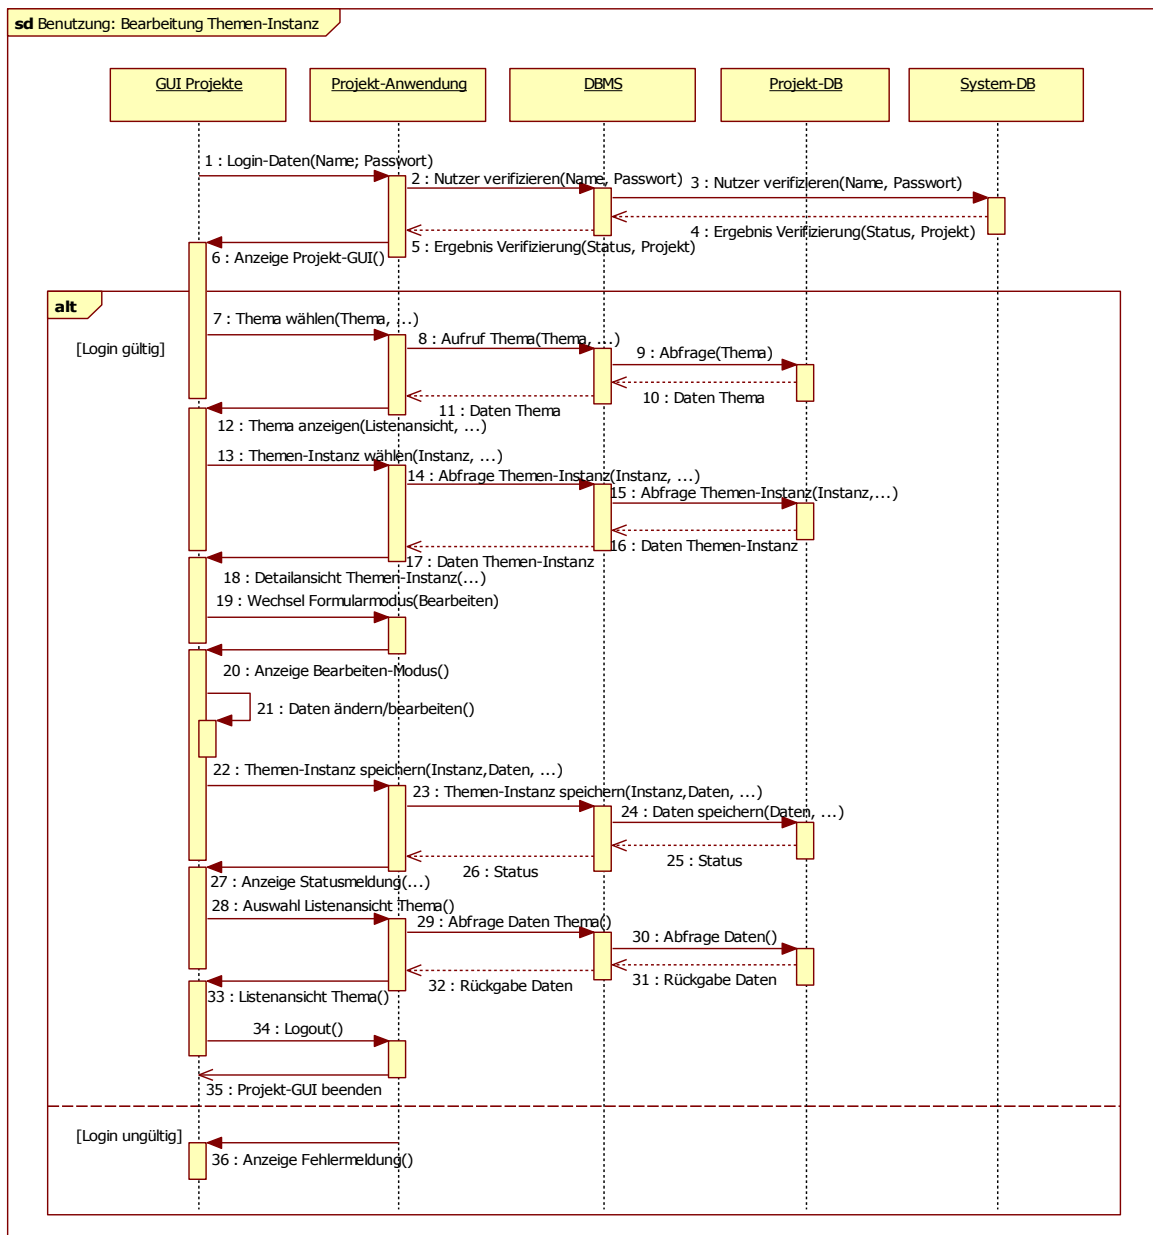 sd Benutzung: Bearbeitung Themen-Instanz
GUI Projekte
Projekt-Anwendung
DBMS
Projekt-DB
System-DB
1 : Login-Daten(Name; Passwort)
2 : Nutzer verifizieren(Name, Passwort)
3 : Nutzer verifizieren(Name, Passwort)
4 : Ergebnis Verifizierung(Status, Projekt)
5 : Ergebnis Verifizierung(Status, Projekt)
6 : Anzeige Projekt-GUI()
alt
[Login gültig]
7 : Thema wählen(Thema, ...)
8 : Aufruf Thema(Thema, ...)
9 : Abfrage(Thema)
10 : Daten Thema
11 : Daten Thema
12 : Thema anzeigen(Listenansicht, ...)
13 : Themen-Instanz wählen(Instanz, ...)
14 : Abfrage Themen-Instanz(Instanz, ...)
15 : Abfrage Themen-Instanz(Instanz,...)
16 : Daten Themen-Instanz
17 : Daten Themen-Instanz
18 : Detailansicht Themen-Instanz(...)
19 : Wechsel Formularmodus(Bearbeiten)
20 : Anzeige Bearbeiten-Modus()
21 : Daten ändern/bearbeiten()
22 : Themen-Instanz speichern(Instanz,Daten, ...)
23 : Themen-Instanz speichern(Instanz,Daten, ...)
24 : Daten speichern(Daten, ...)
25 : Status
26 : Status
27 : Anzeige Statusmeldung(...)
28 : Auswahl Listenansicht Thema()
29 : Abfrage Daten Thema()
30 : Abfrage Daten()
31 : Rückgabe Daten
32 : Rückgabe Daten
33 : Listenansicht Thema()
34 : Logout()
35 : Projekt-GUI beenden
[Login ungültig]
36 : Anzeige Fehlermeldung()